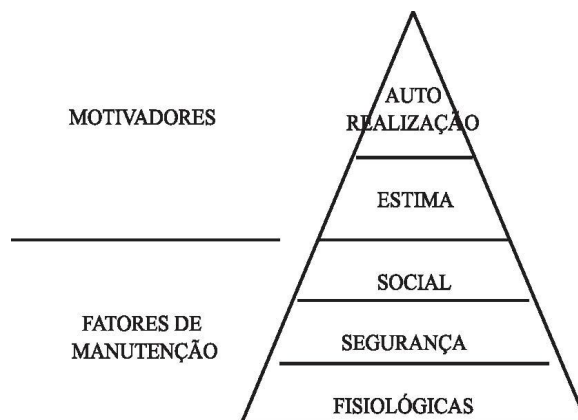 MOTIVADORES
AUTO
REALIZAÇÃO
ESTIMA
SOCIAL
FATORES DE
MANUTENÇÃO
SEGURANÇA
FISIOLÓGICAS